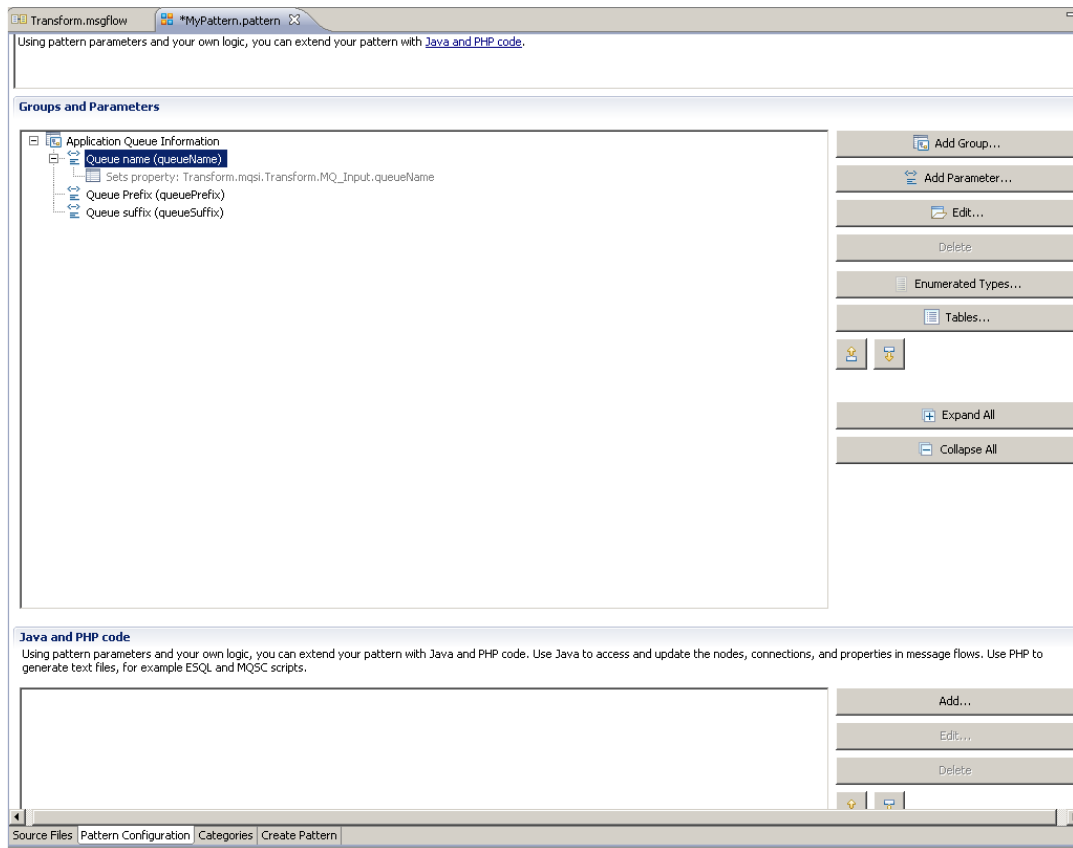 Transform.msgflow
*MyPattern.pattern
Using pattern parameters and your own logic, you can extend your pattern with Java and PHP code.
Groups and Parameters
Application Queue Information
Queue name (queueName)
Sets property: Transform.mqsi.Transform.MQ_Input.queueName
Queue Prefix (queuePrefix)
Queue suffix (queueSuffix)
Add Group...
Add Parameter...
Edit...
Delete
Enumerated Types...
Tables...
Expand All
Collapse All
Java and PHP code
Using pattern parameters and your own logic, you can extend your pattern with Java and PHP code. Use Java to access and update the nodes, connections, and properties in message flows. Use PHP to
generate text files, for example ESQL and MQSC scripts.
Add...
Edit...
Delete
Source Files Pattern Configuration Categories Create Pattern